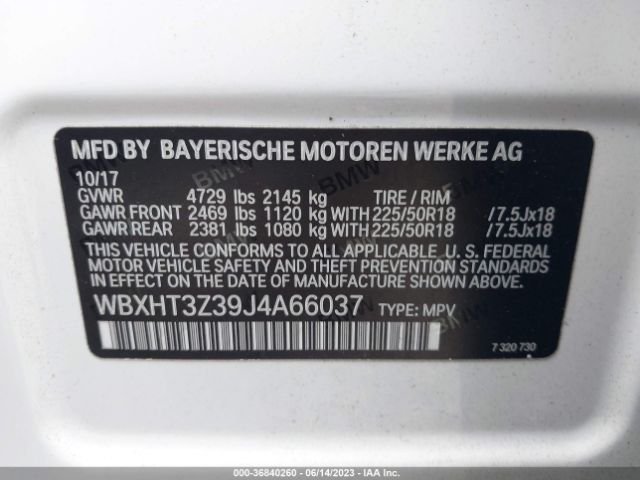 MFD BY BAYERISCHE MOTOREN WERKE AG
10/17
GVWR 4729 lbs 2145 kg TIRE / RIM
GAWR FRONT 2469 lbs 1120 kg WITH 225/50R18 /7.5Jx18
GAWR REAR 2381 lbs 1080 kg WITH 225/50R18 /7.5Jx18
THIS VEHICLE CONFORMS TO ALL APPLICABLE U. S. FEDERAL
MOTOR VEHICLE SAFETY, BUMPER, AND THEFT PREVENTION STANDARDS
IN EFFECT ON THE DATE OF MANUFACTURE SHOWN ABOVE.
WBXHT3Z39J4A66037 TYPE: MPV
7 320 730
000-36840260 - 06/14/2023 - IAA Inc.